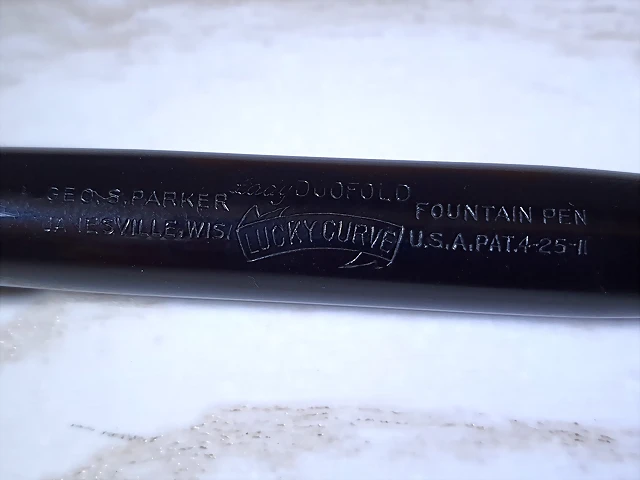 GEO. S. PARKER
JANESVILLE, WIS.
Lady DUOFOLD
LUCKY CURVE
FOUNTAIN PEN
U.S.A. PAT. 4-25-11